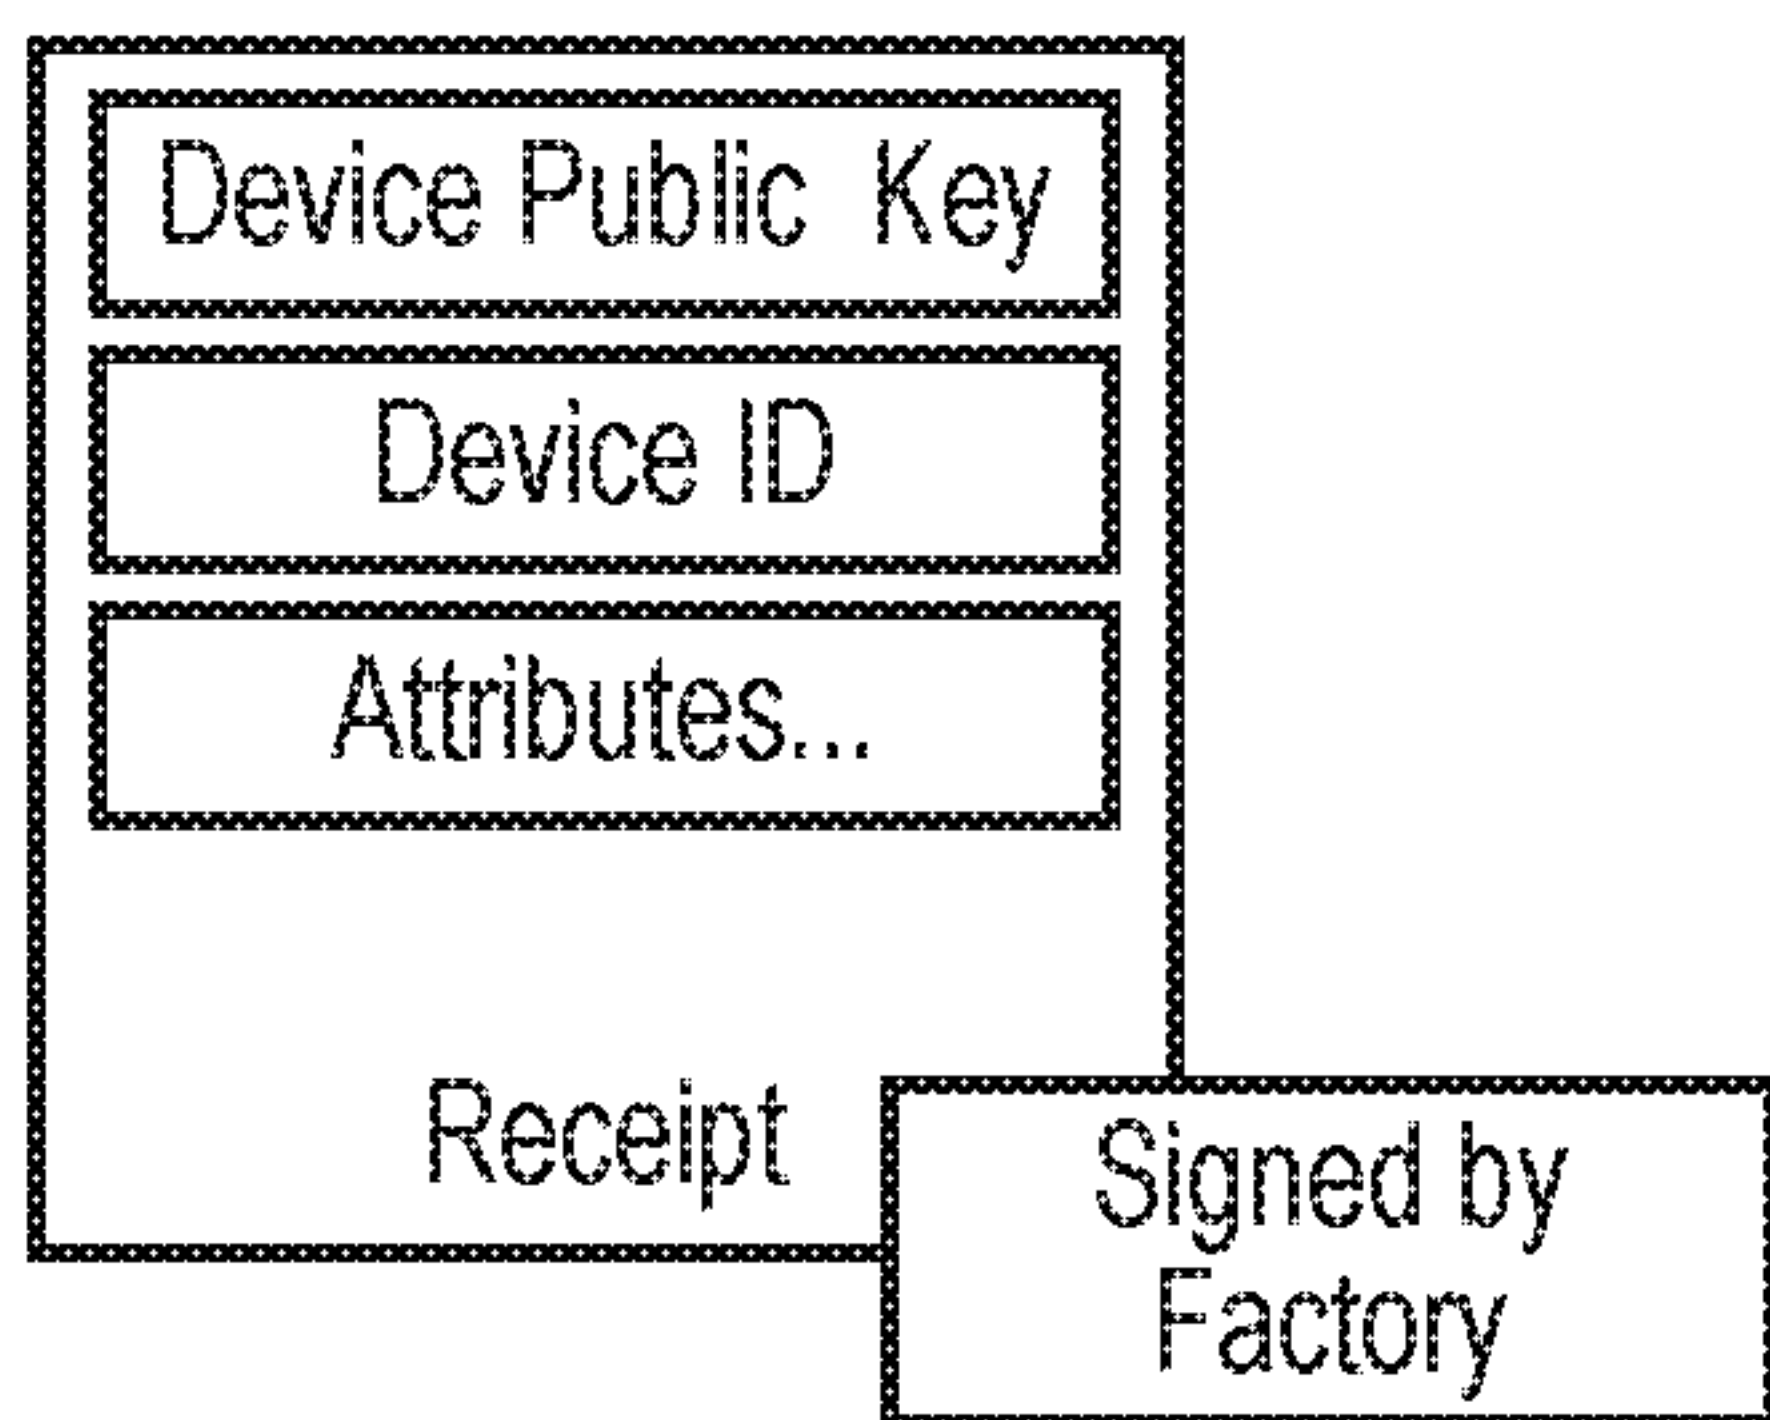 Device Public Key
Device ID
Attributes...
Receipt
Signed by
Factory